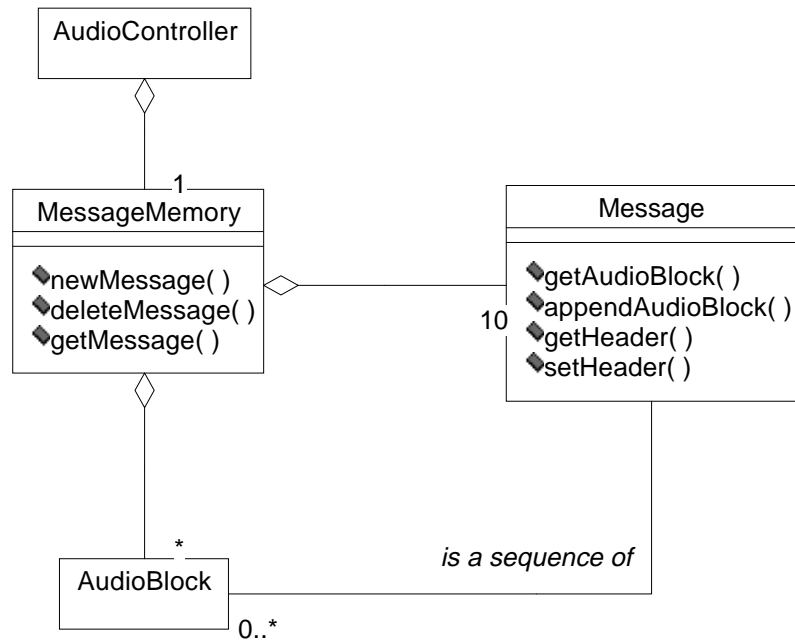 AudioController
1
MessageMemory
newMessage( )
deleteMessage( )
getMessage( )
Message
getAudioBlock( )
appendAudioBlock( )
getHeader( )
setHeader( )
10
*
AudioBlock
is a sequence of
0..*